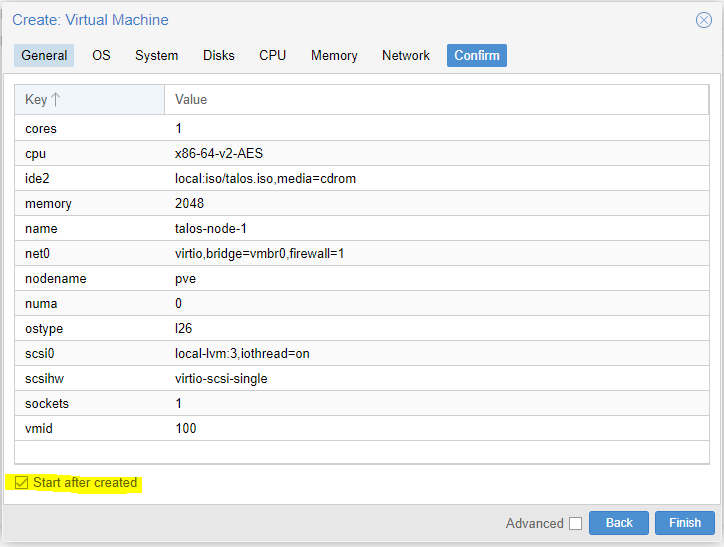 Create: Virtual Machine
General OS System Disks CPU Memory Network Confirm
Key Value
cores 1
cpu x86-64-v2-AES
ide2 local:iso/talos.iso,media=cdrom
memory 2048
name talos-node-1
net0 virtio,bridge=vmbr0,firewall=1
nodename pve
numa 0
ostype l26
scsi0 local-lvm:3,iothread=on
scsihw virtio-scsi-single
sockets 1
vmid 100
Start after created
Advanced Back Finish